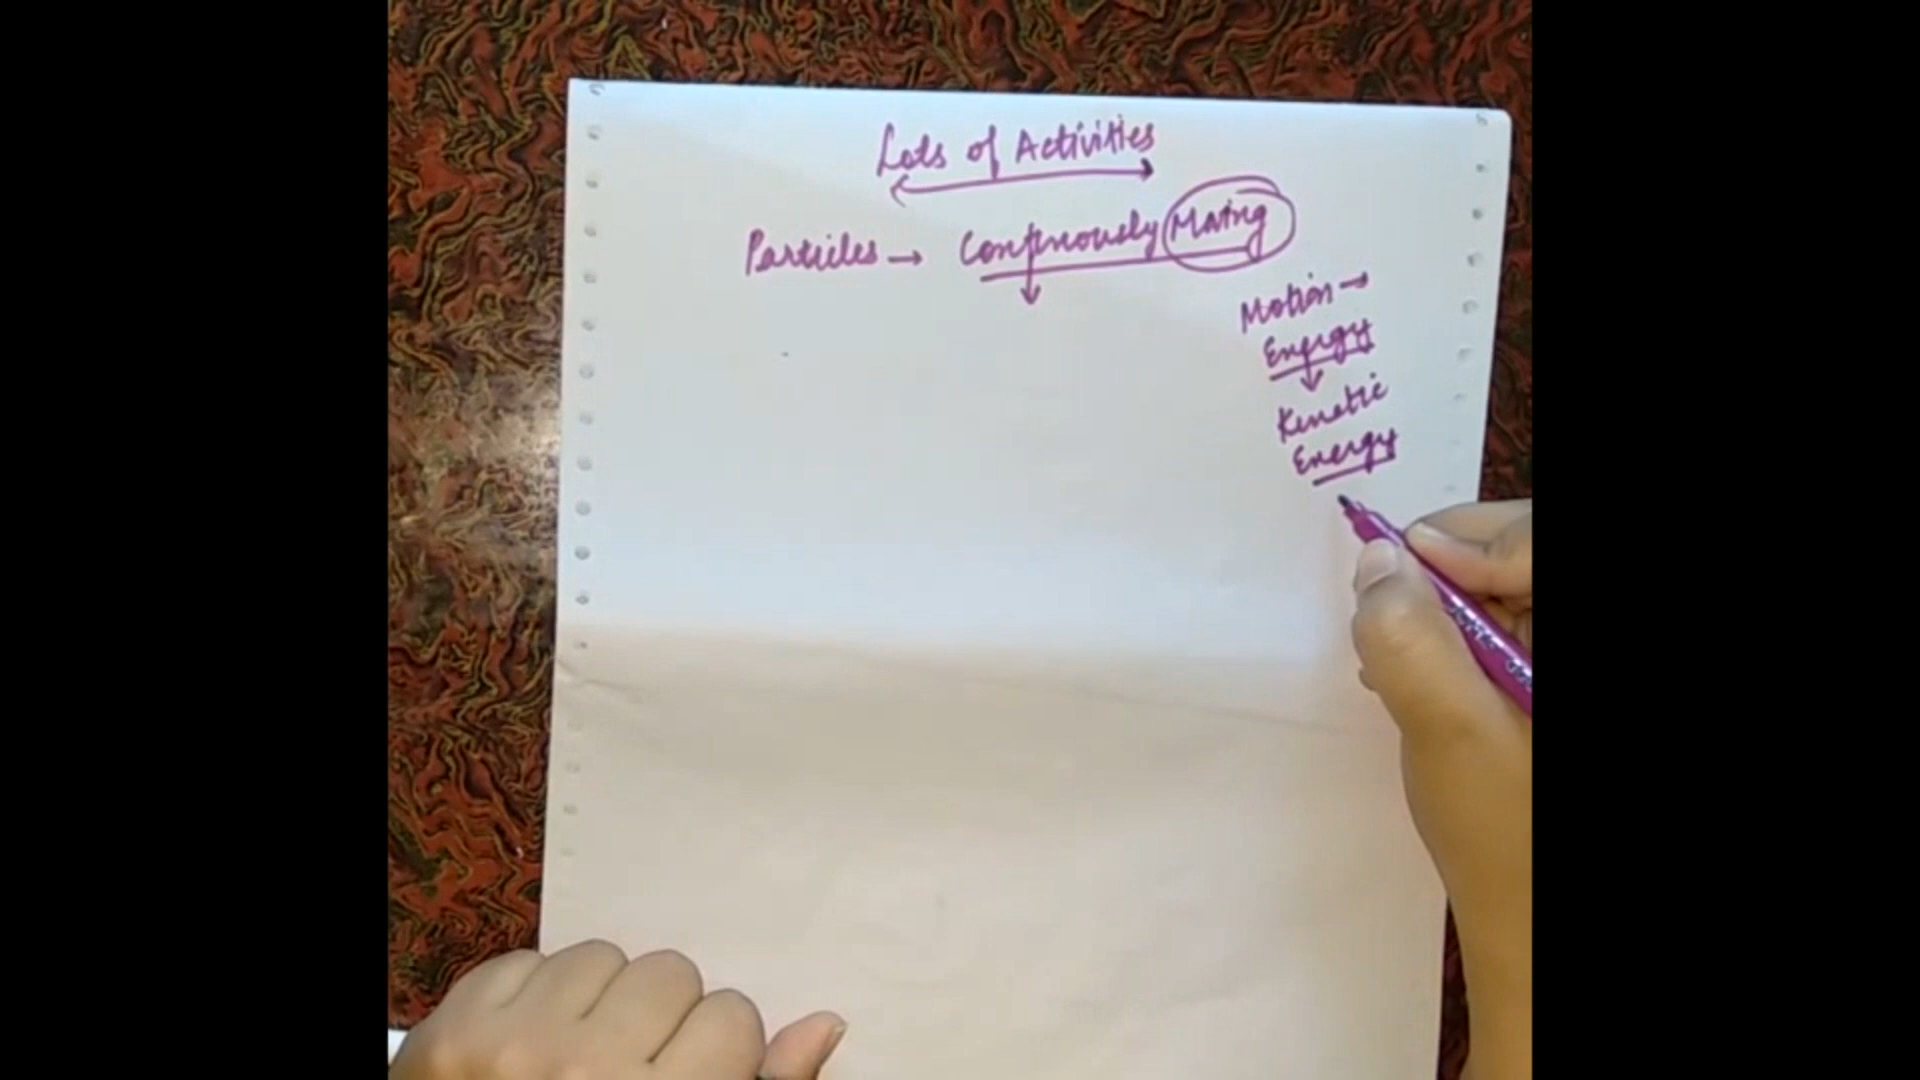 Lots of Activities
Particles → Continuously Moving
Motion →
Energy
Kinetic
Energy